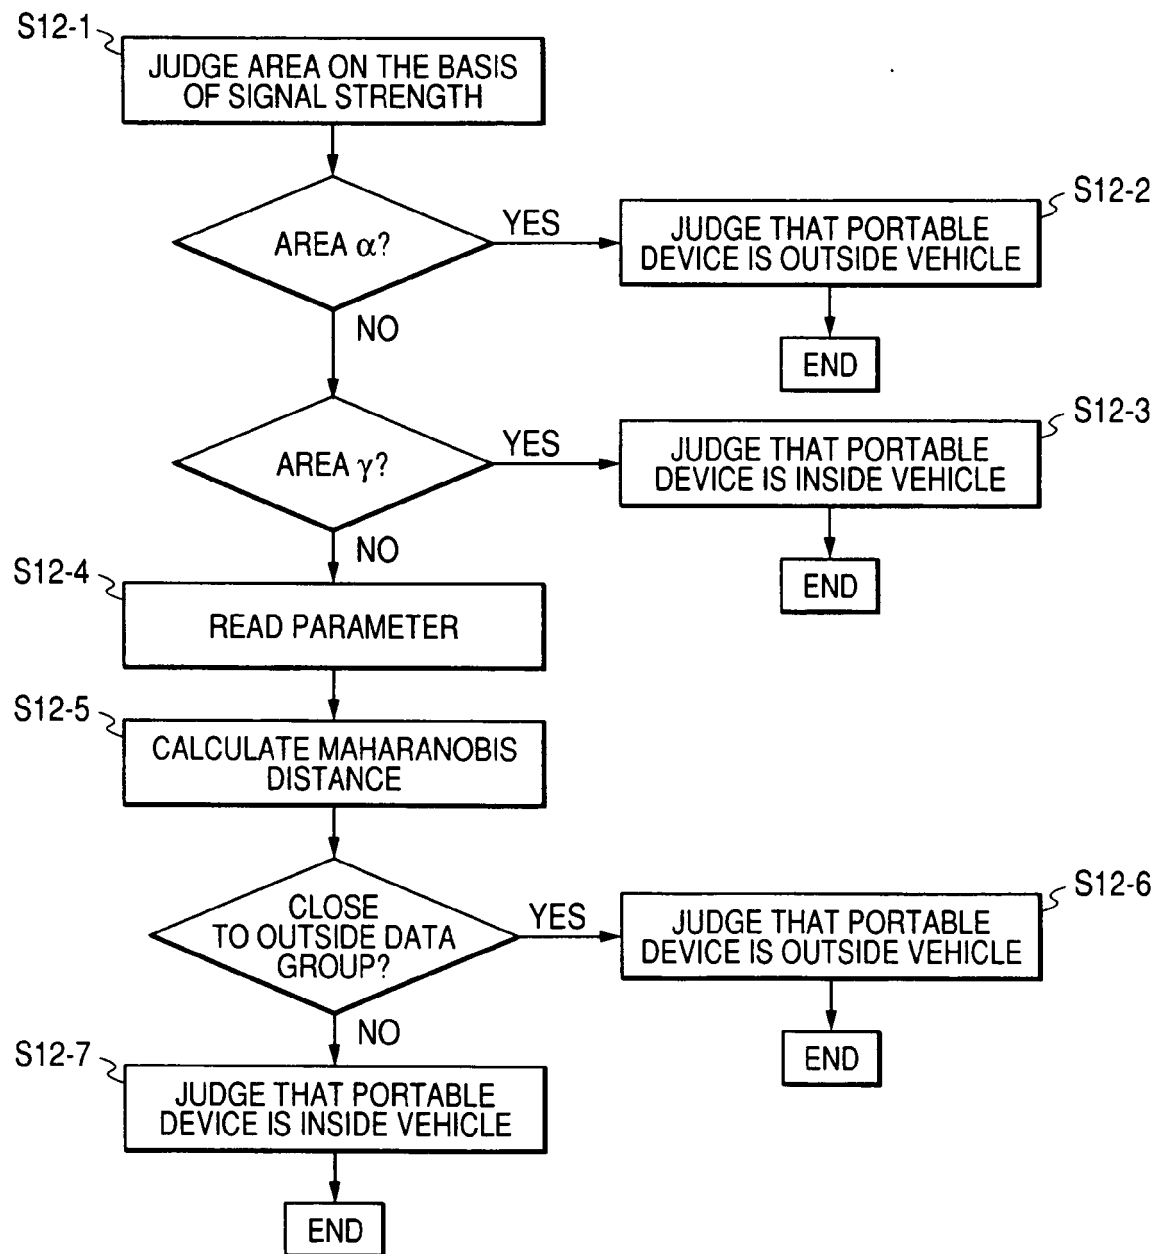 S12-1
JUDGE AREA ON THE BASIS
OF SIGNAL STRENGTH
AREA α?
YES
S12-2
JUDGE THAT PORTABLE
DEVICE IS OUTSIDE VEHICLE
END
NO
AREA γ?
YES
S12-3
JUDGE THAT PORTABLE
DEVICE IS INSIDE VEHICLE
END
NO
S12-4
READ PARAMETER
S12-5
CALCULATE MAHARANOBIS
DISTANCE
CLOSE
TO OUTSIDE DATA
GROUP?
YES
S12-6
JUDGE THAT PORTABLE
DEVICE IS OUTSIDE VEHICLE
END
NO
S12-7
JUDGE THAT PORTABLE
DEVICE IS INSIDE VEHICLE
END